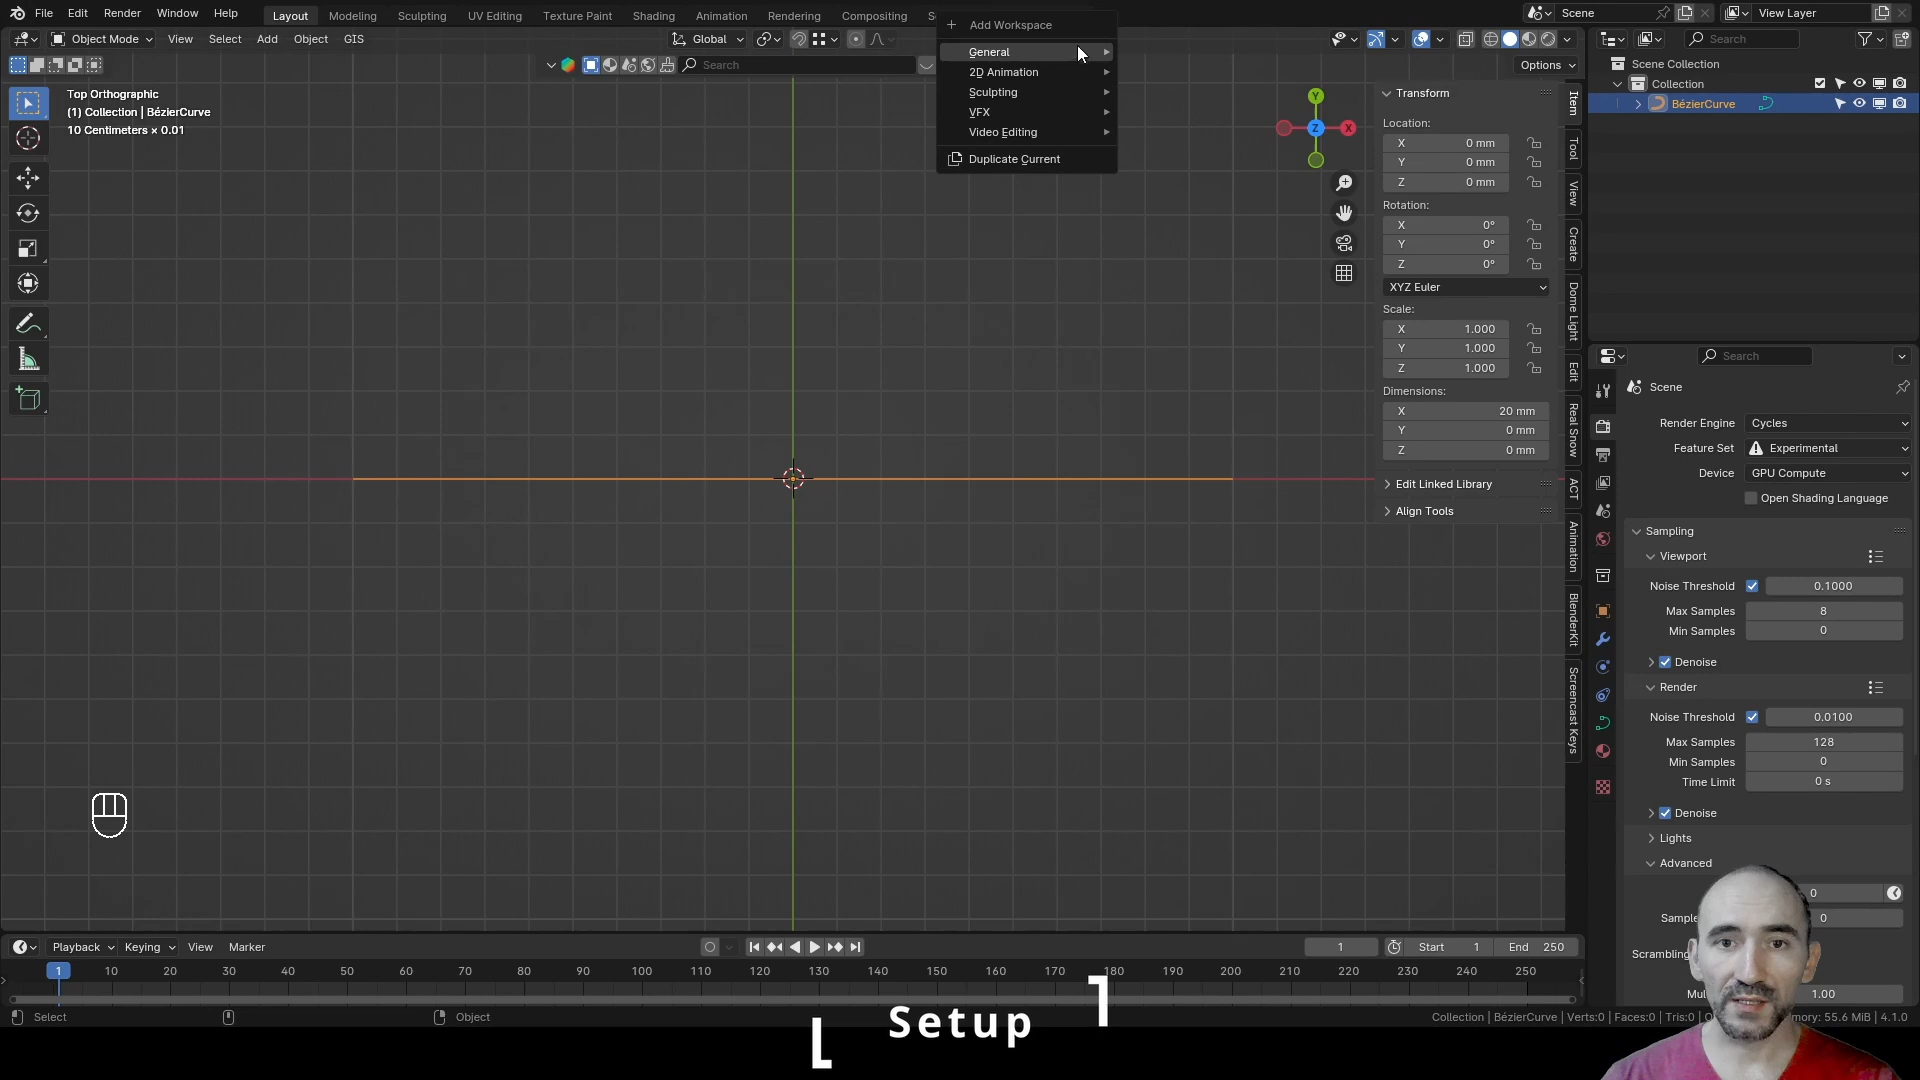 File Edit Render Window Help Layout Modeling Sculpting UV Editing Texture Paint Shading Animation Rendering Compositing Scene View Layer
Add Workspace
General
2D Animation
Sculpting
VFX
Video Editing
Duplicate Current
Object Mode View Select Add Object GIS Global
Search
Options
Top Orthographic
(1) Collection | BézierCurve
10 Centimeters × 0.01
Y
Z X
Transform
Location:
X 0 mm
Y 0 mm
Z 0 mm
Rotation:
X 0°
Y 0°
Z 0°
XYZ Euler
Scale:
X 1.000
Y 1.000
Z 1.000
Dimensions:
X 20 mm
Y 0 mm
Z 0 mm
Edit Linked Library
Align Tools
Item
Tool
View
Create
Dome Light
Edit
Real Snow
ACT
Animation
BlenderKit
Screencast Keys
Search
Scene Collection
Collection
BézierCurve
Search
Scene
Render Engine Cycles
Feature Set Experimental
Device GPU Compute
Open Shading Language
Sampling
Viewport
Noise Threshold 0.1000
Max Samples 8
Min Samples 0
Denoise
Render
Noise Threshold 0.0100
Max Samples 128
Min Samples 0
Time Limit 0 s
Denoise
Lights
Advanced
0
0
Scrambling
1.00
Playback Keying View Marker 1 Start 1 End 250
1 10 20 30 40 50 60 70 80 90 100 110 120 130 140 150 160 170 180 190 200 210 220 230 240 250
Select Object Collection | BézierCurve | Verts:0 | Faces:0 | Tris:0 | 55.6 MiB | 4.1.0
Setup